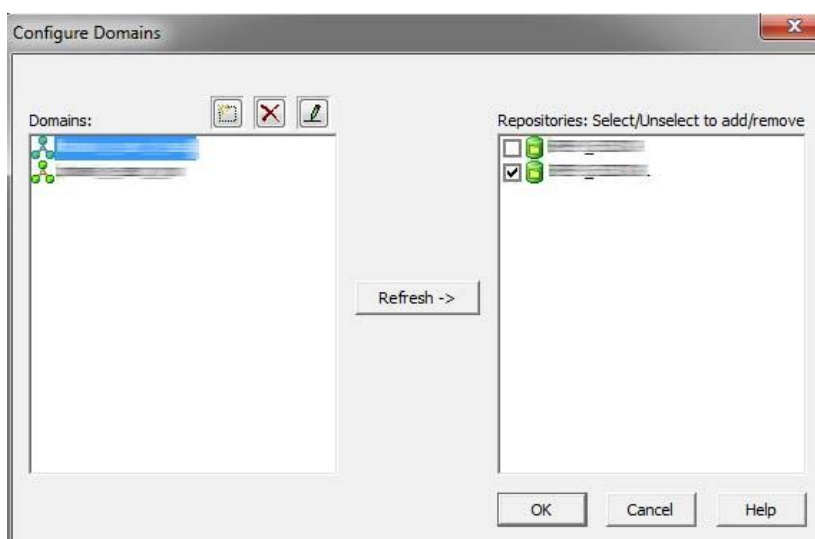 Configure Domains
Domains:
Repositories: Select/Unselect to add/remove
Refresh ->
OK
Cancel
Help